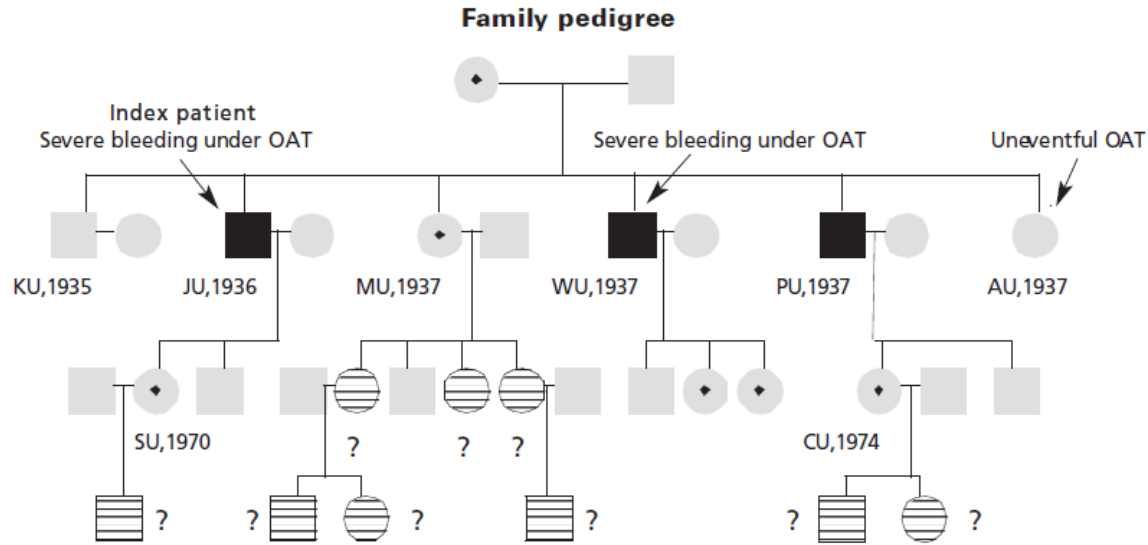 Family pedigree
Index patient
Severe bleeding under OAT
Severe bleeding under OAT
Uneventful OAT
KU,1935
JU,1936
MU,1937
WU,1937
PU,1937
AU,1937
SU,1970
?
?
?
CU,1974
?
?
?
?
?
?